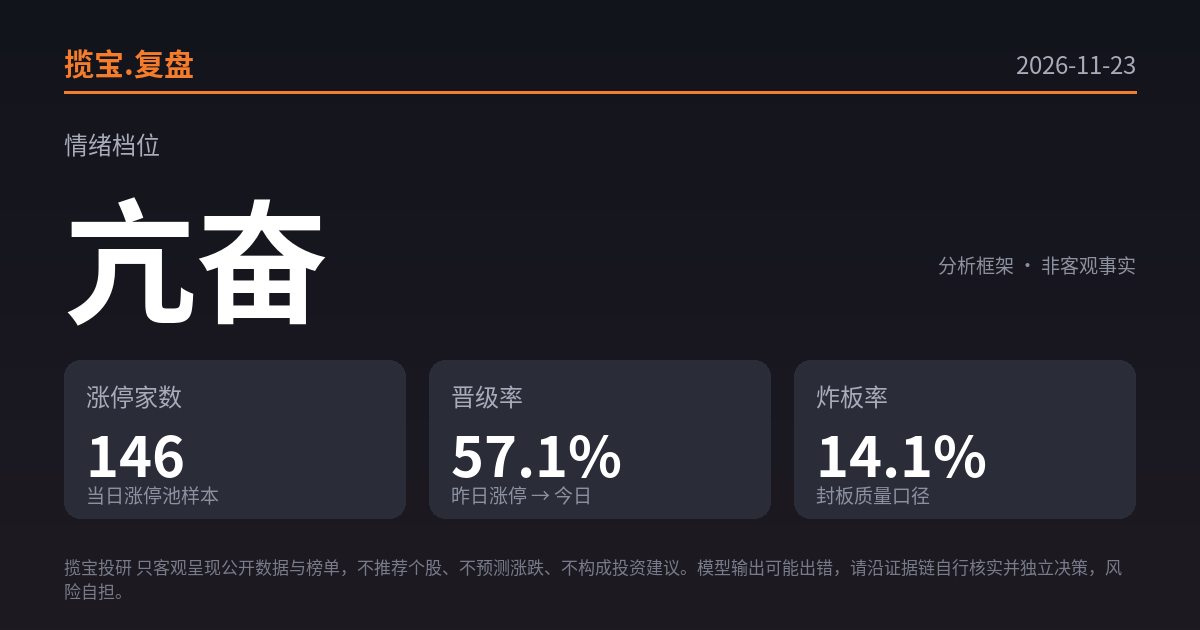 揽宝.复盘
2026-11-23
情绪档位
亢奋
分析框架 · 非客观事实
涨停家数
146
当日涨停池样本
晋级率
57.1%
昨日涨停 → 今日
炸板率
14.1%
封板质量口径
揽宝投研 只客观呈现公开数据与榜单，不推荐个股、不预测涨跌、不构成投资建议。模型输出可能出错，请沿证据链自行核实并独立决策，风
险自担。